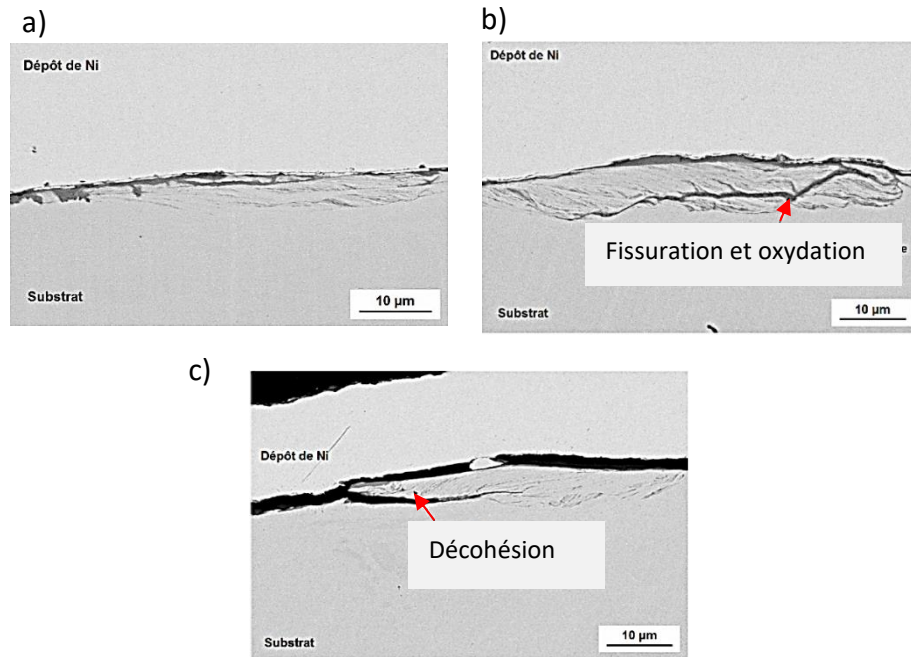 a)
Dépôt de Ni
Substrat
10 µm
b)
Dépôt de Ni
Fissuration et oxydation
e
Substrat
10 µm
c)
Dépôt de Ni
Décohésion
Substrat
10 µm